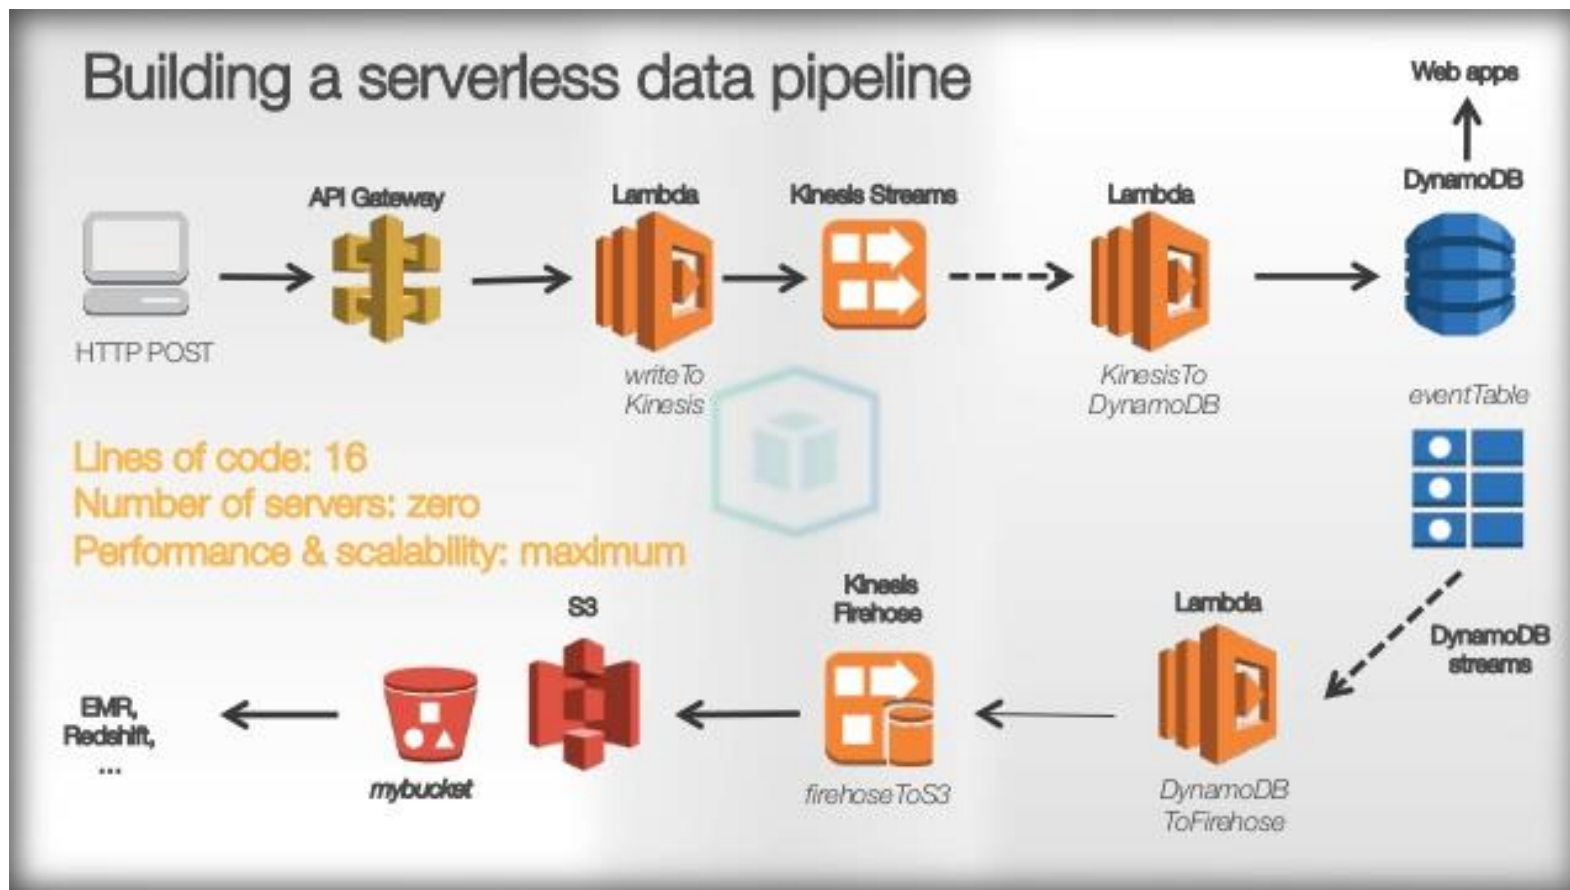 Building a serverless data pipeline
Web apps
API Gateway
Lambda
Kinesis Streams
Lambda
DynamoDB
HTTP POST
writeTo
Kinesis
KinesisTo
DynamoDB
eventTable
Lines of code: 16
Number of servers: zero
Performance & scalability: maximum
S3
Kinesis
Firehose
Lambda
DynamoDB
streams
EMR,
Redshift,
...
mybucket
firehoseToS3
DynamoDB
ToFirehose